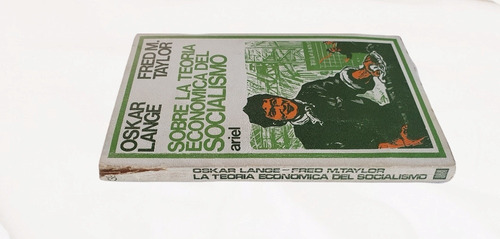 OSKAR
LANGE
FRED M.
TAYLOR
SOBRE LA TEORIA
ECONOMICA DEL
SOCIALISMO
ariel
OSKAR LANGE-FRED M.TAYLOR
LA TEORIA ECONOMICA DEL SOCIALISMO